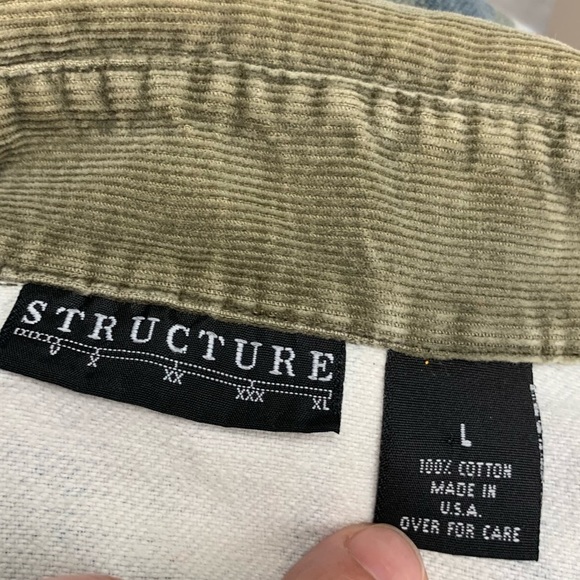 STRUCTURE
X
XX
XXX
XL
L
100% COTTON
MADE IN
U.S.A.
OVER FOR CARE